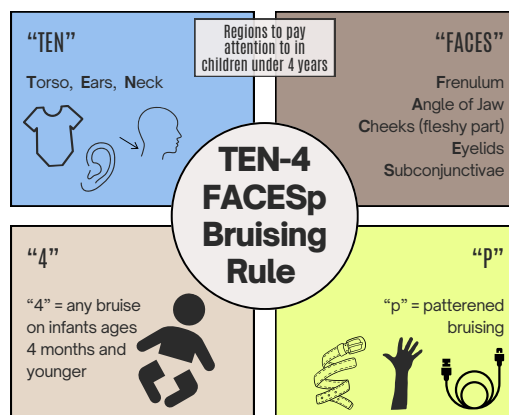 “TEN”
Regions to pay
attention to in
children under 4 years
“FACES”
Torso, Ears, Neck
Frenulum
Angle of Jaw
Cheeks (fleshy part)
Eyelids
Subconjunctivae
TEN-4
FACESp
Bruising
Rule
“4”
“4” = any bruise
on infants ages
4 months and
younger
“P”
“p” = patterened
bruising